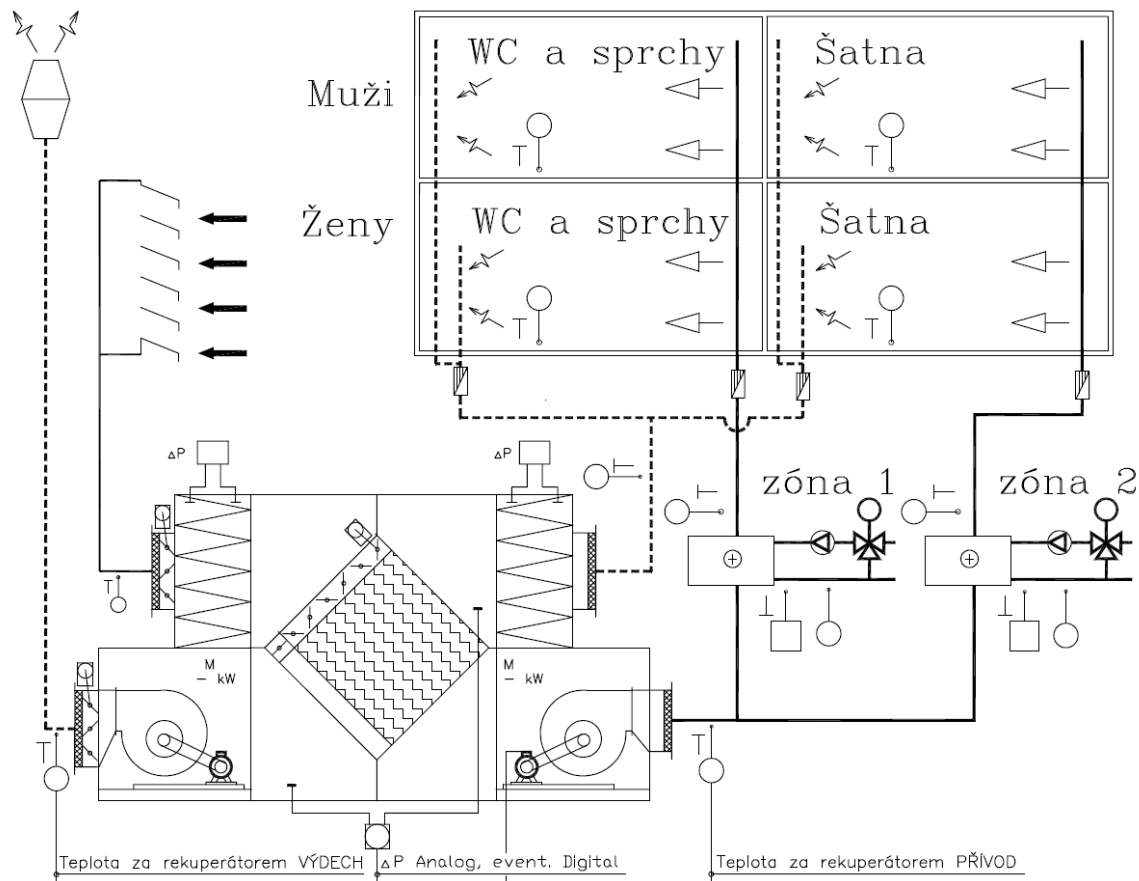 WC a sprchy
Šatna
Muži
T
T
Ženy
WC a sprchy
Šatna
T
T
ΔP
ΔP
T
T
zóna 1
T
zóna 2
T
T
T
M
- kW
M
- kW
T
T
Teplota za rekuperátorem VÝDECH
ΔP Analog, event. Digital
Teplota za rekuperátorem PŘÍVOD